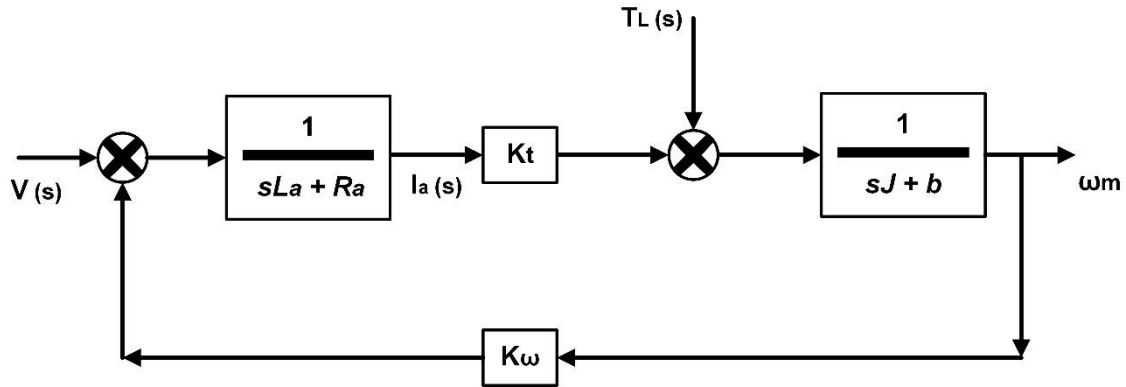 TL (s)
1
sLa + Ra
V (s)
Ia (s)
Kt
1
sJ + b
ωm
Kω